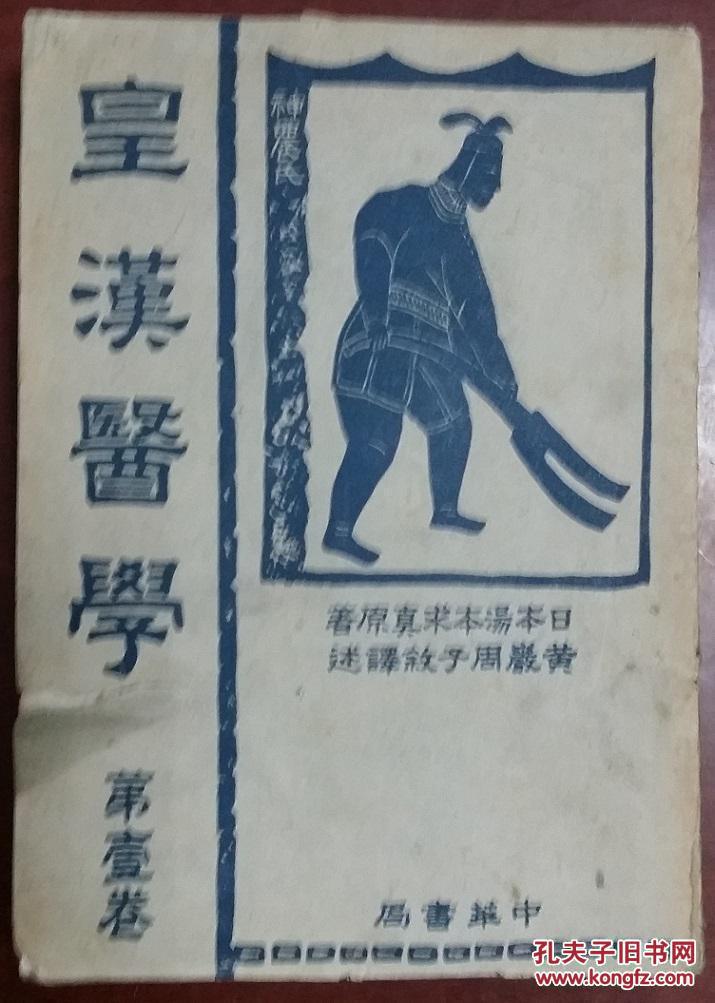 皇漢醫學
第壹卷
神農氏
日本湯本求真原著
黃巖周子敘譯述
中華書局
孔夫子旧书网
www.kongfz.com